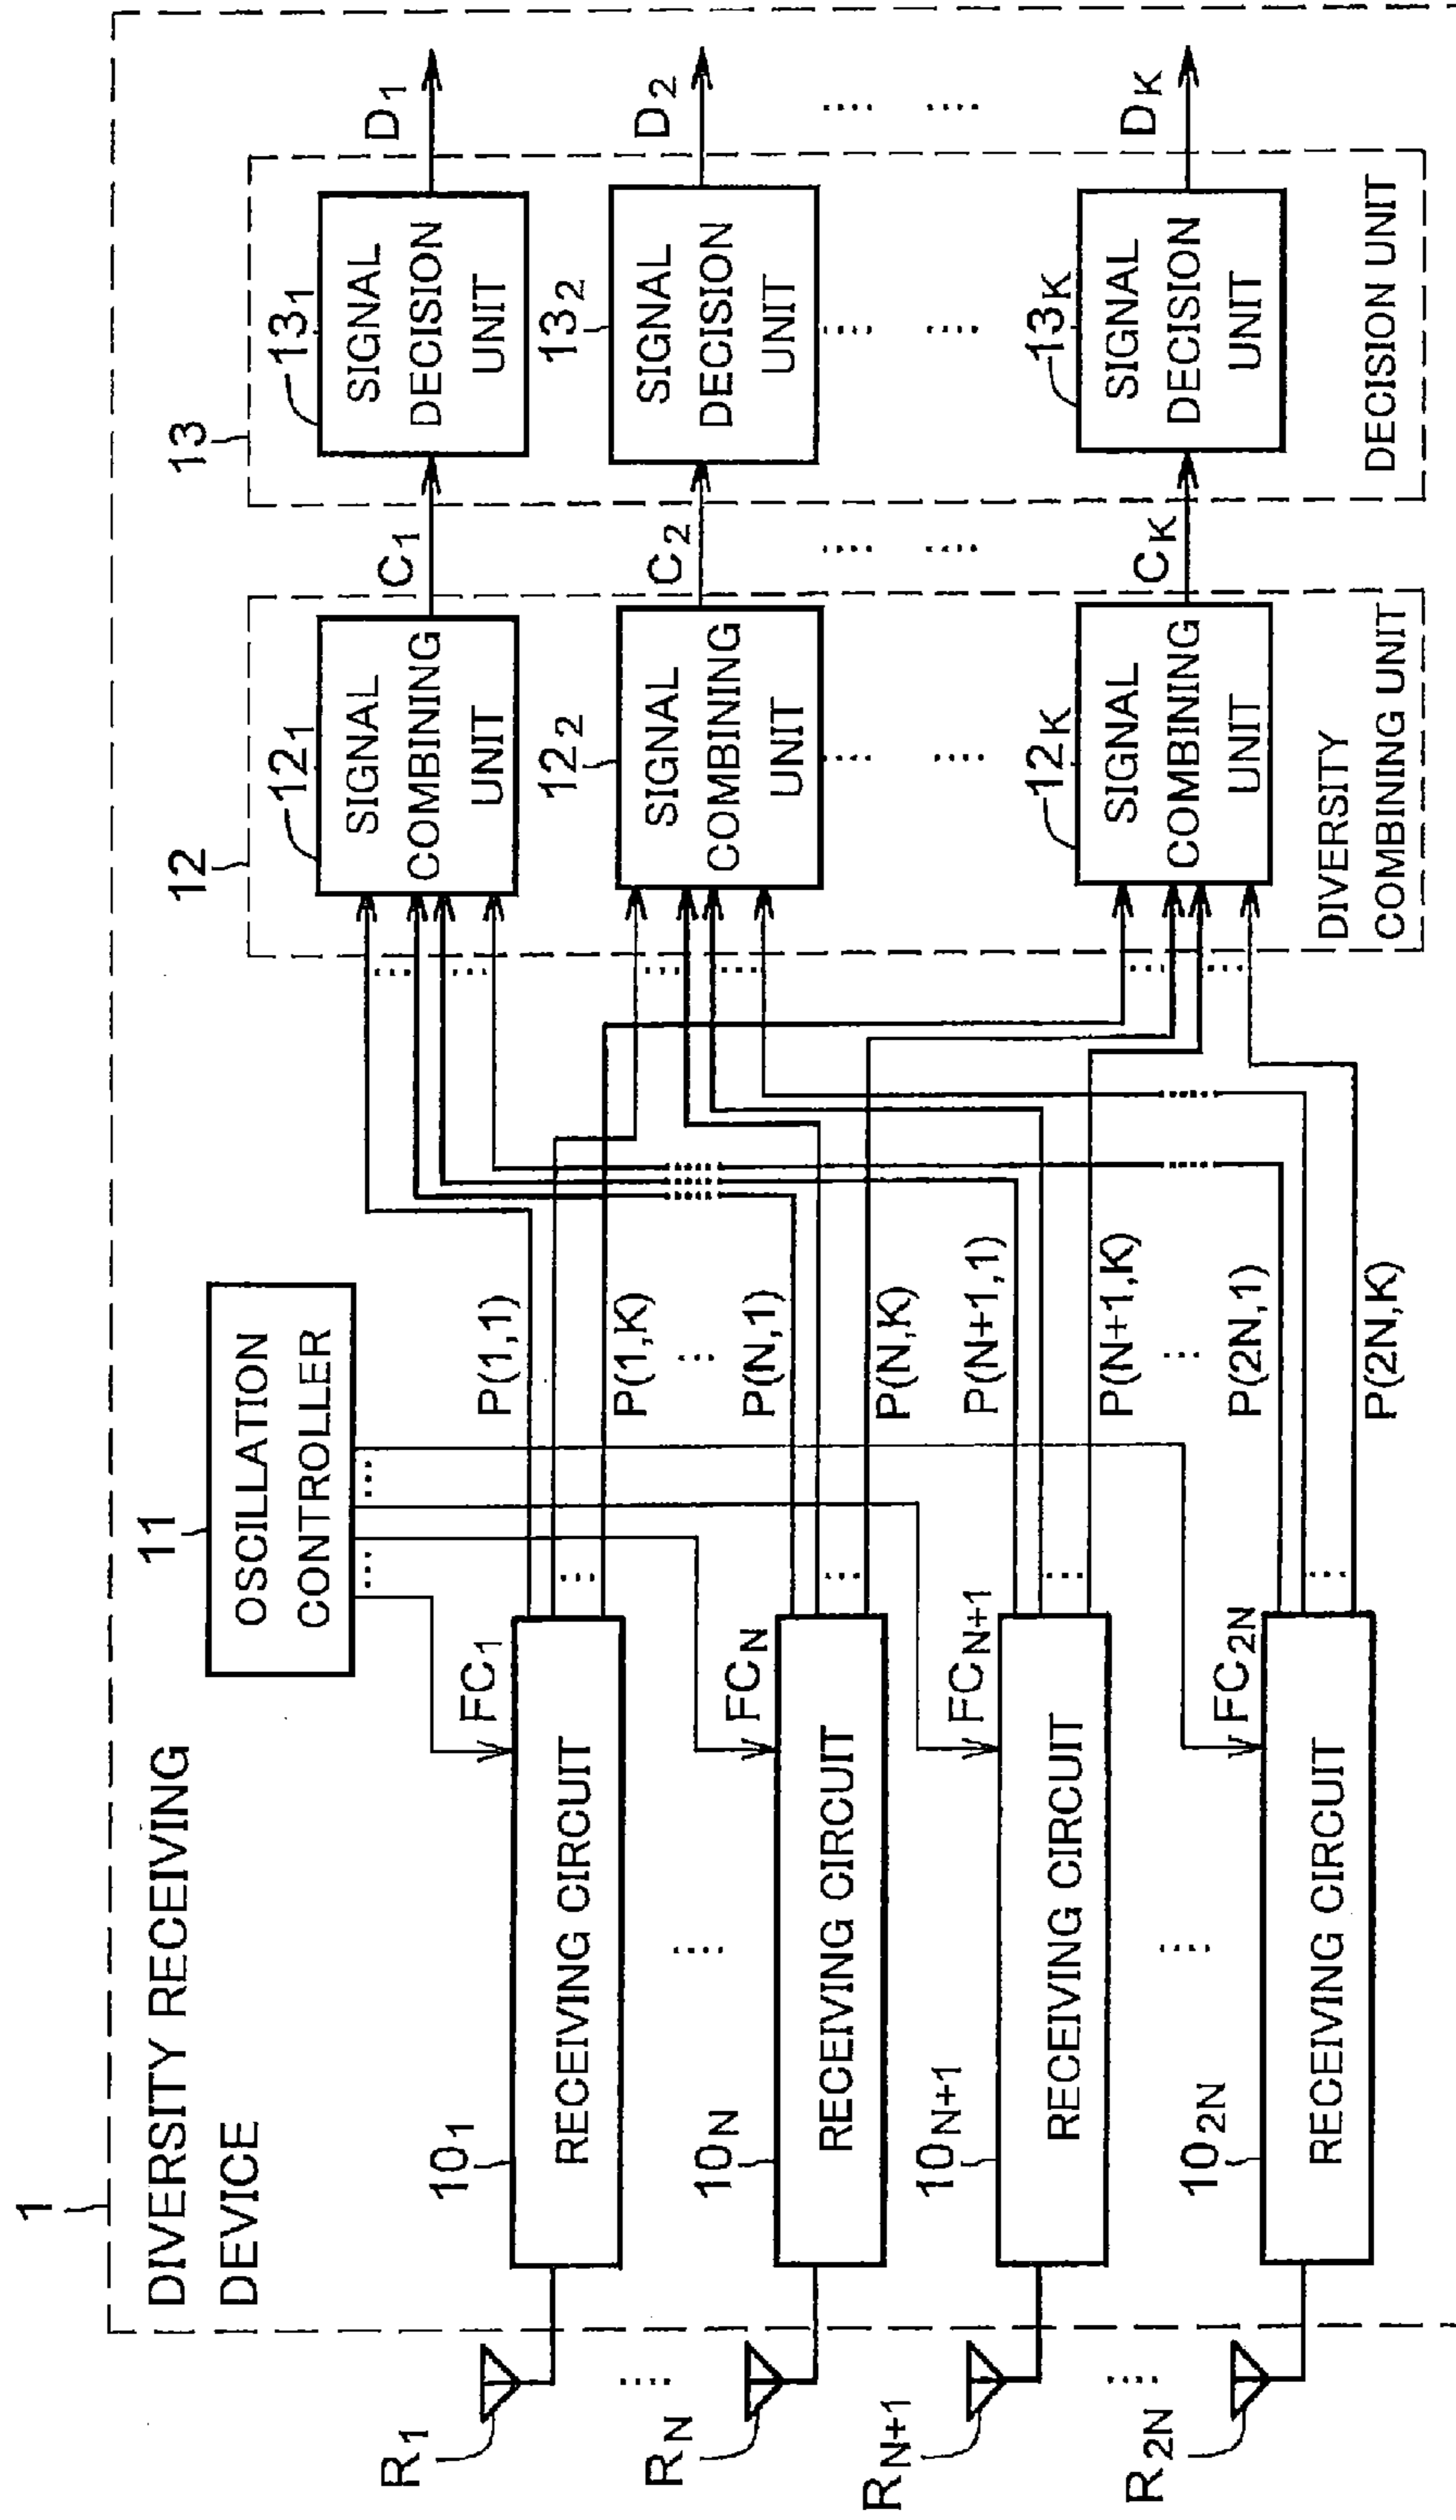 1
DIVERSITY RECEIVING
DEVICE
11
OSCILLATION
CONTROLLER
12
13
R1
RN
RN+1
R2N
101
RECEIVING CIRCUIT
FC1
10N
RECEIVING CIRCUIT
FCN
10N+1
RECEIVING CIRCUIT
FCN+1
102N
RECEIVING CIRCUIT
FC2N
P(1,1)
P(1,K)
P(N,1)
P(N,K)
P(N+1,1)
P(N+1,K)
P(2N,1)
P(2N,K)
121
SIGNAL
COMBINING
UNIT
C1
122
SIGNAL
COMBINING
UNIT
C2
12K
SIGNAL
COMBINING
UNIT
CK
DIVERSITY
COMBINING UNIT
131
SIGNAL
DECISION
UNIT
D1
132
SIGNAL
DECISION
UNIT
D2
13K
SIGNAL
DECISION
UNIT
DK
DECISION UNIT